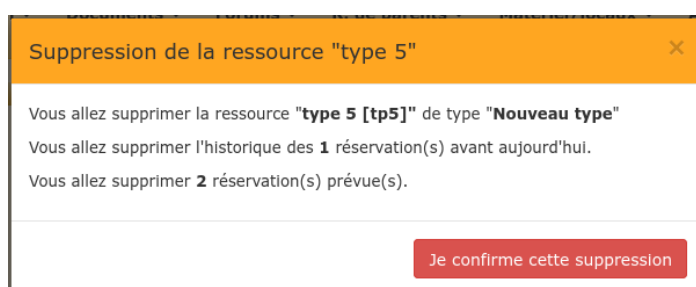 Suppression de la ressource "type 5"
×
Vous allez supprimer la ressource "type 5 [tp5]" de type "Nouveau type"
Vous allez supprimer l'historique des 1 réservation(s) avant aujourd'hui.
Vous allez supprimer 2 réservation(s) prévue(s).
Je confirme cette suppression